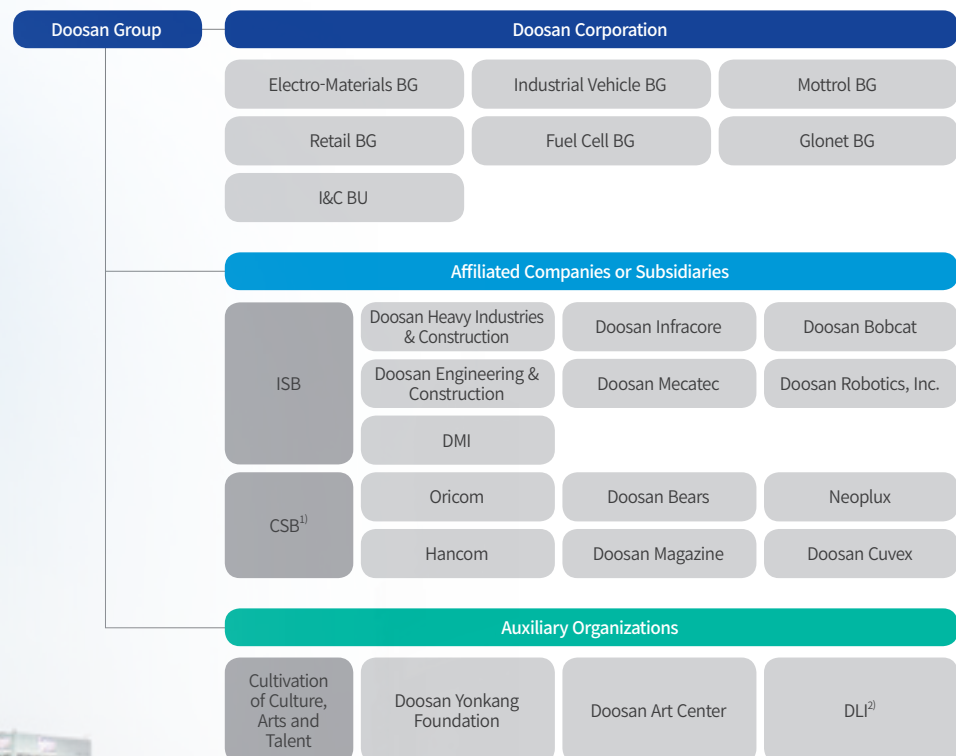 Doosan Group
Doosan Corporation
Electro-Materials BG
Industrial Vehicle BG
Mottrol BG
Retail BG
Fuel Cell BG
Glonet BG
I&C BU
Affiliated Companies or Subsidiaries
ISB
Doosan Heavy Industries
& Construction
Doosan Infracore
Doosan Bobcat
Doosan Engineering &
Construction
Doosan Mecatec
Doosan Robotics, Inc.
DMI
CSB1)
Oricom
Doosan Bears
Neoplux
Hancom
Doosan Magazine
Doosan Cuvex
Auxiliary Organizations
Cultivation
of Culture,
Arts and
Talent
Doosan Yonkang
Foundation
Doosan Art Center
DLI2)